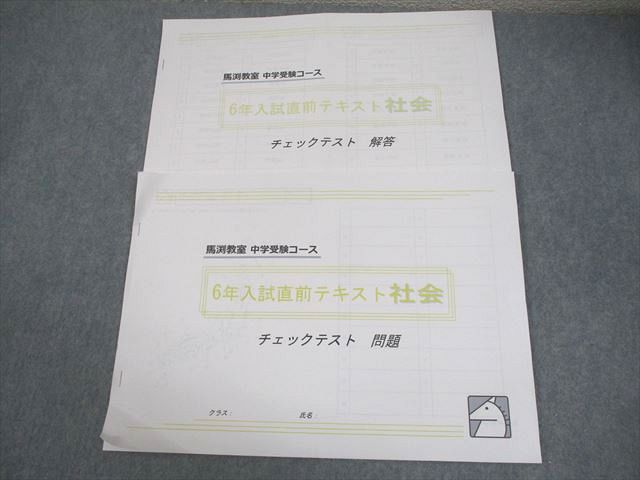 馬渕教室 中学受験コース
6年入試直前テキスト社会
チェックテスト 解答
馬渕教室 中学受験コース
6年入試直前テキスト社会
チェックテスト 問題
クラス: 氏名: